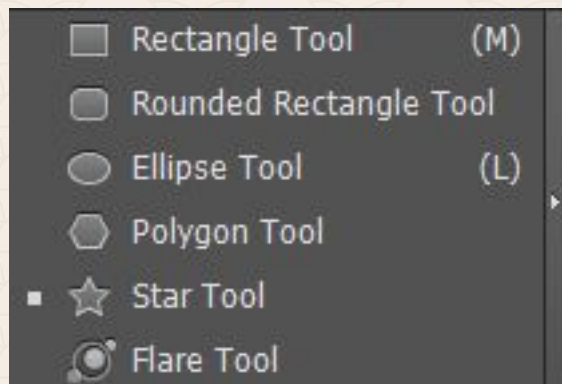 Rectangle Tool (M)
Rounded Rectangle Tool
Ellipse Tool (L)
Polygon Tool
Star Tool
Flare Tool